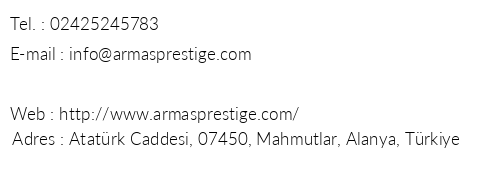 Tel. : 02425245783
E-mail : info@armasprestige.com
Web : http://www.armasprestige.com/
Adres : Atatürk Caddesi, 07450, Mahmutlar, Alanya, Türkiye